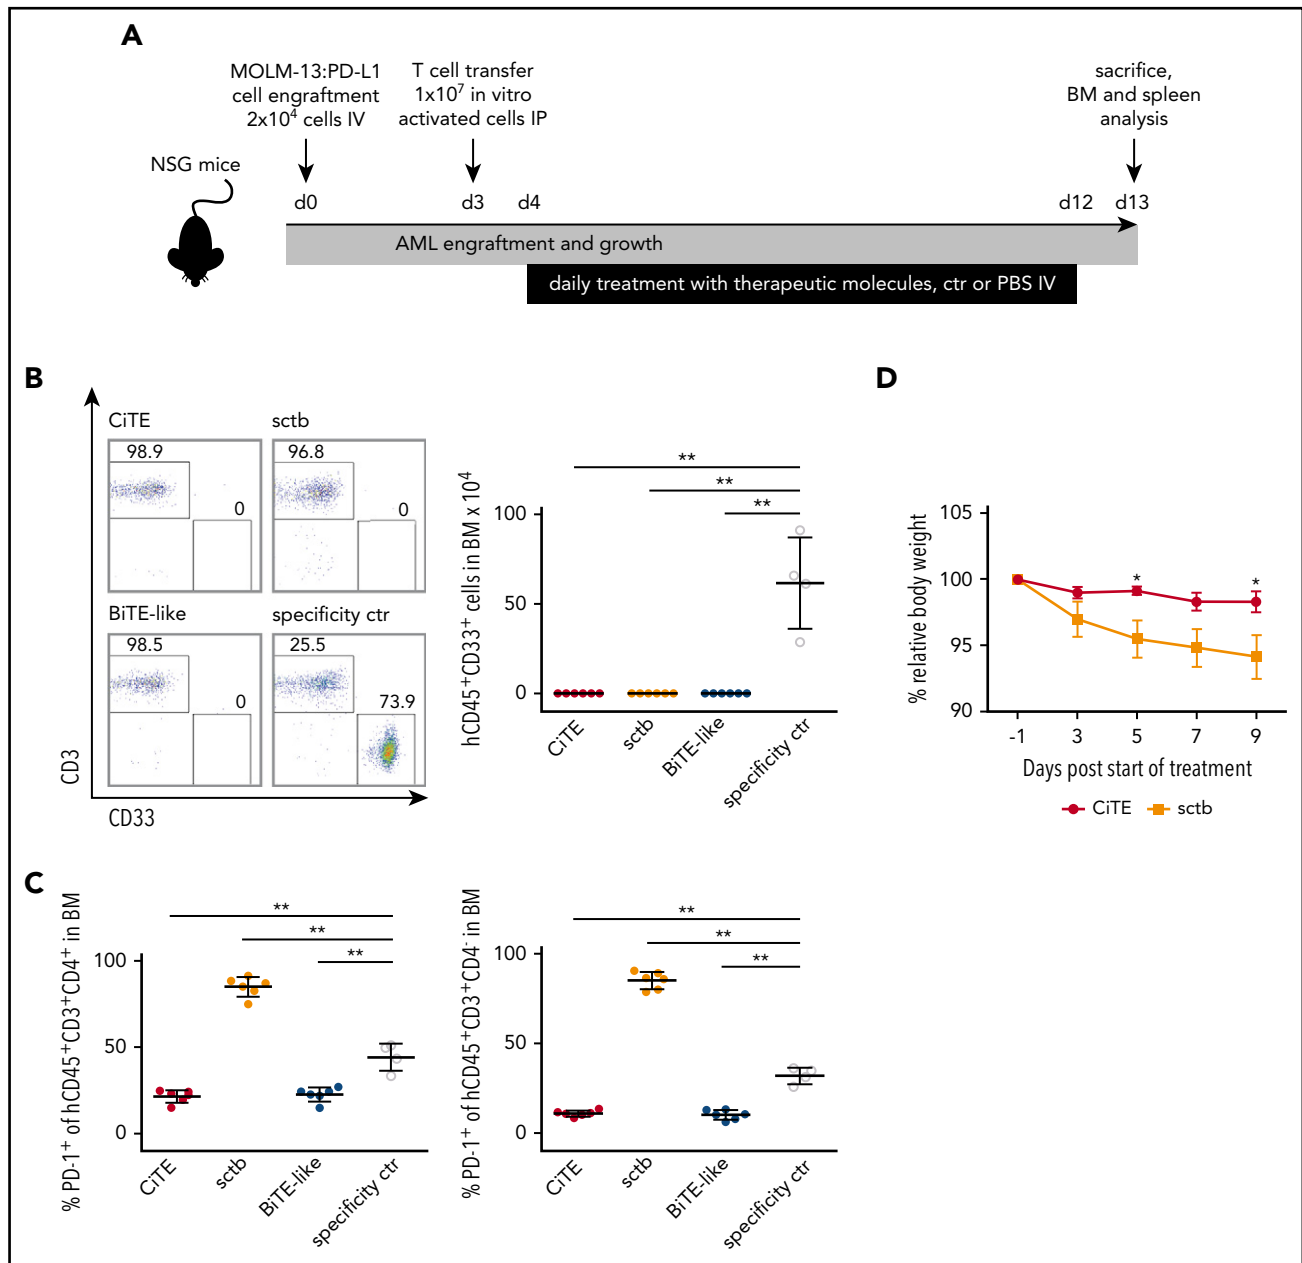 A
MOLM-13:PD-L1
cell engraftment
2x10⁴ cells IV
T cell transfer
1x10⁷ in vitro
activated cells IP
sacrifice,
BM and spleen
analysis
NSG mice
d0
d3
d4
d12
d13
AML engraftment and growth
daily treatment with therapeutic molecules, ctr or PBS IV
B
CiTE
98.9
0
sctb
96.8
0
BiTE-like
98.5
0
specificity ctr
25.5
73.9
CD3
CD33
hCD45⁺CD33⁺ cells in BM x 10⁴
100
50
0
**
**
**
CiTE
sctb
BiTE-like
specificity ctr
D
% relative body weight
105
100
95
90
*
*
-1
3
5
7
9
Days post start of treatment
CiTE
sctb
C
% PD-1⁺ of hCD45⁺CD3⁺CD4⁺ in BM
100
50
0
**
**
**
CiTE
sctb
BiTE-like
specificity ctr
% PD-1⁺ of hCD45⁺CD3⁺CD4⁻ in BM
100
50
0
**
**
**
CiTE
sctb
BiTE-like
specificity ctr